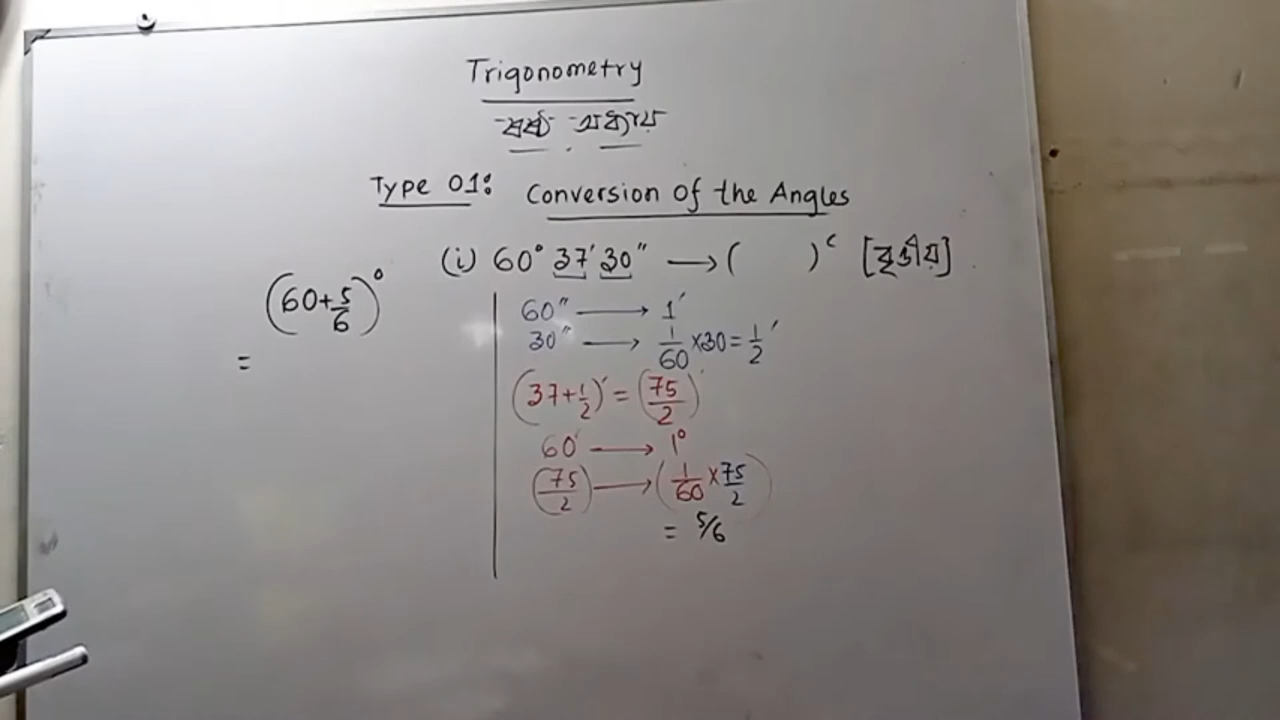 Trigonometry
ষষ্ঠ অধ্যায়
Type 01: Conversion of the Angles
(i) 60° 37′ 30″ ⟶ ( )ᶜ [বৃত্তীয়]
(60+5/6)°
=
60″ ⟶ 1′
30″ ⟶ 1/60 ×30 = 1/2′
(37+1/2)′ = (75/2)′
60′ ⟶ 1°
(75/2) ⟶ (1/60 × 75/2)
= 5/6